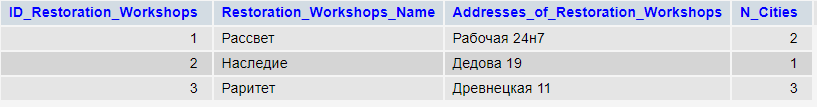 ID_Restoration_Workshops Restoration_Workshops_Name Addresses_of_Restoration_Workshops N_Cities
1 Рассвет Рабочая 24н7 2
2 Наследие Дедова 19 1
3 Раритет Древнецкая 11 3